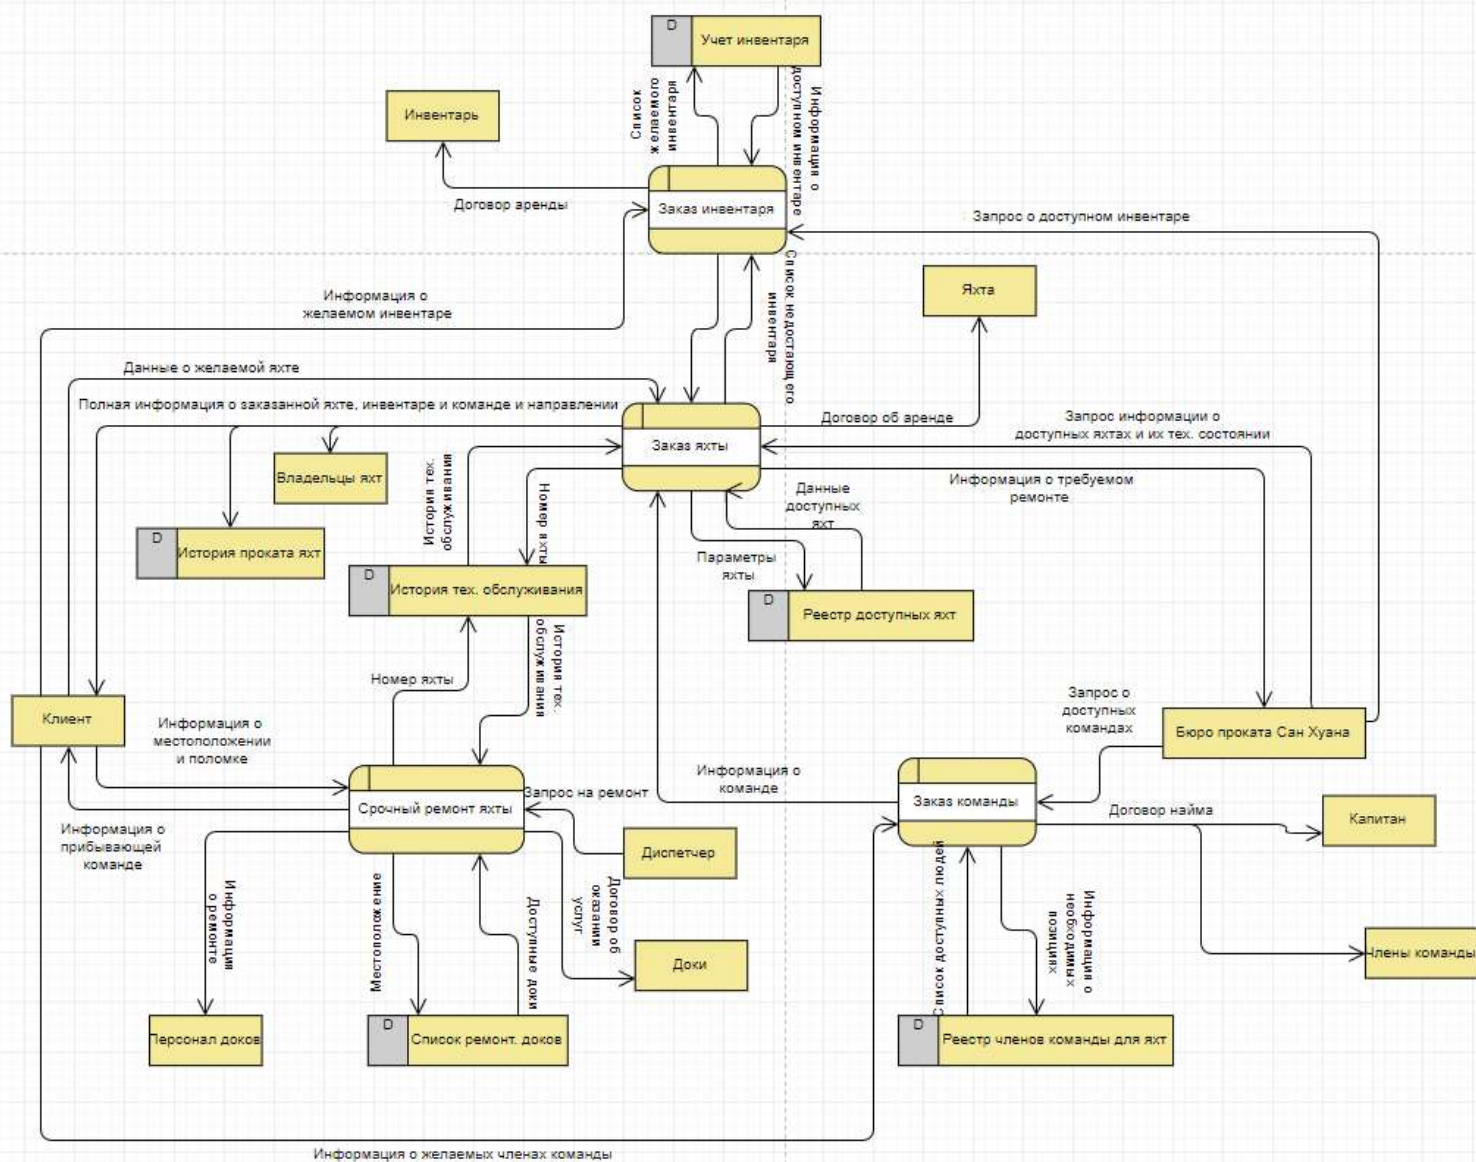 D
Учет инвентаря
Инвентарь
Список
желаемого
инвентаря
Информация о
доступном инвентаре
Договор аренды
Заказ инвентаря
Запрос о доступном инвентаре
Список недостающего
инвентаря
Яхта
Информация о
желаемом инвентаре
Данные о желаемой яхте
Полная информация о заказанной яхте, инвентаре и команде и направлении
Договор об аренде
Запрос информации о
доступных яхтах и их тех. состоянии
Заказ яхты
Владельцы яхт
История тех.
обслуживания
Номер яхты
Данные
доступных
яхт
Информация о требуемом
ремонте
D
История проката яхт
Параметры
яхты
D
История тех. обслуживания
D
Реестр доступных яхт
История тех.
обслуживания
Номер яхты
Клиент
Информация о
местоположении
и поломке
Запрос о
доступных
командах
Бюро проката Сан Хуана
Информация о
команде
Запрос на ремонт
Срочный ремонт яхты
Заказ команды
Договор найма
Капитан
Информация о
прибывающей
команде
Диспетчер
Информация
о ремонте
Местоположение
Доступные доки
Договор об
оказании
услуг
Доки
Список доступных людей
Информация о
необходимых
позициях
Члены команды
Персонал доков
D
Список ремонт. доков
D
Реестр членов команды для яхт
Информация о желаемых членах команды